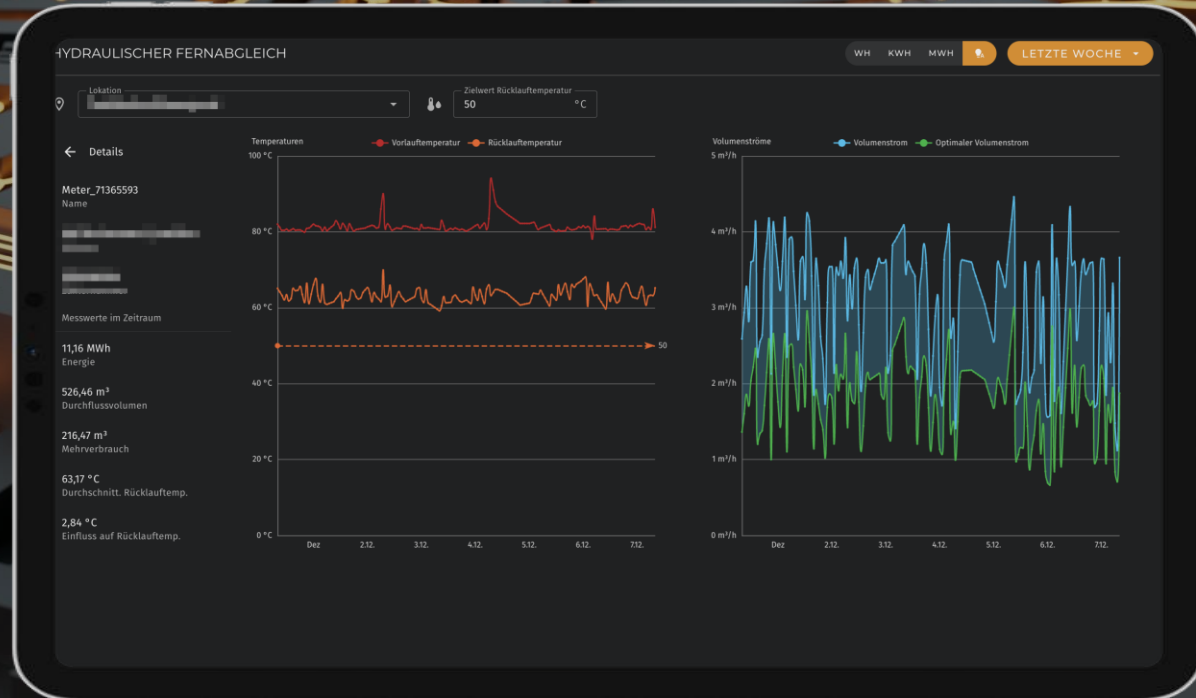 HYDRAULISCHER FERNABGLEICH
WH KWH MWH LETZTE WOCHE
Lokation
Zielwert Rücklauftemperatur
50 °C
Details
Meter_71365593
Name
Messwerte im Zeitraum
11,16 MWh
Energie
526,46 m³
Durchflussvolumen
216,47 m³
Mehrverbrauch
63,17 °C
Durchschnitt. Rücklauftemp.
2,84 °C
Einfluss auf Rücklauftemp.
Temperaturen
Vorlauftemperatur Rücklauftemperatur
100 °C
80 °C
60 °C
50
40 °C
20 °C
0 °C
Dez 2.12. 3.12. 4.12. 5.12. 6.12. 7.12.
Volumenströme
Volumenstrom Optimaler Volumenstrom
5 m³/h
4 m³/h
3 m³/h
2 m³/h
1 m³/h
0 m³/h
Dez 2.12. 3.12. 4.12. 5.12. 6.12. 7.12.